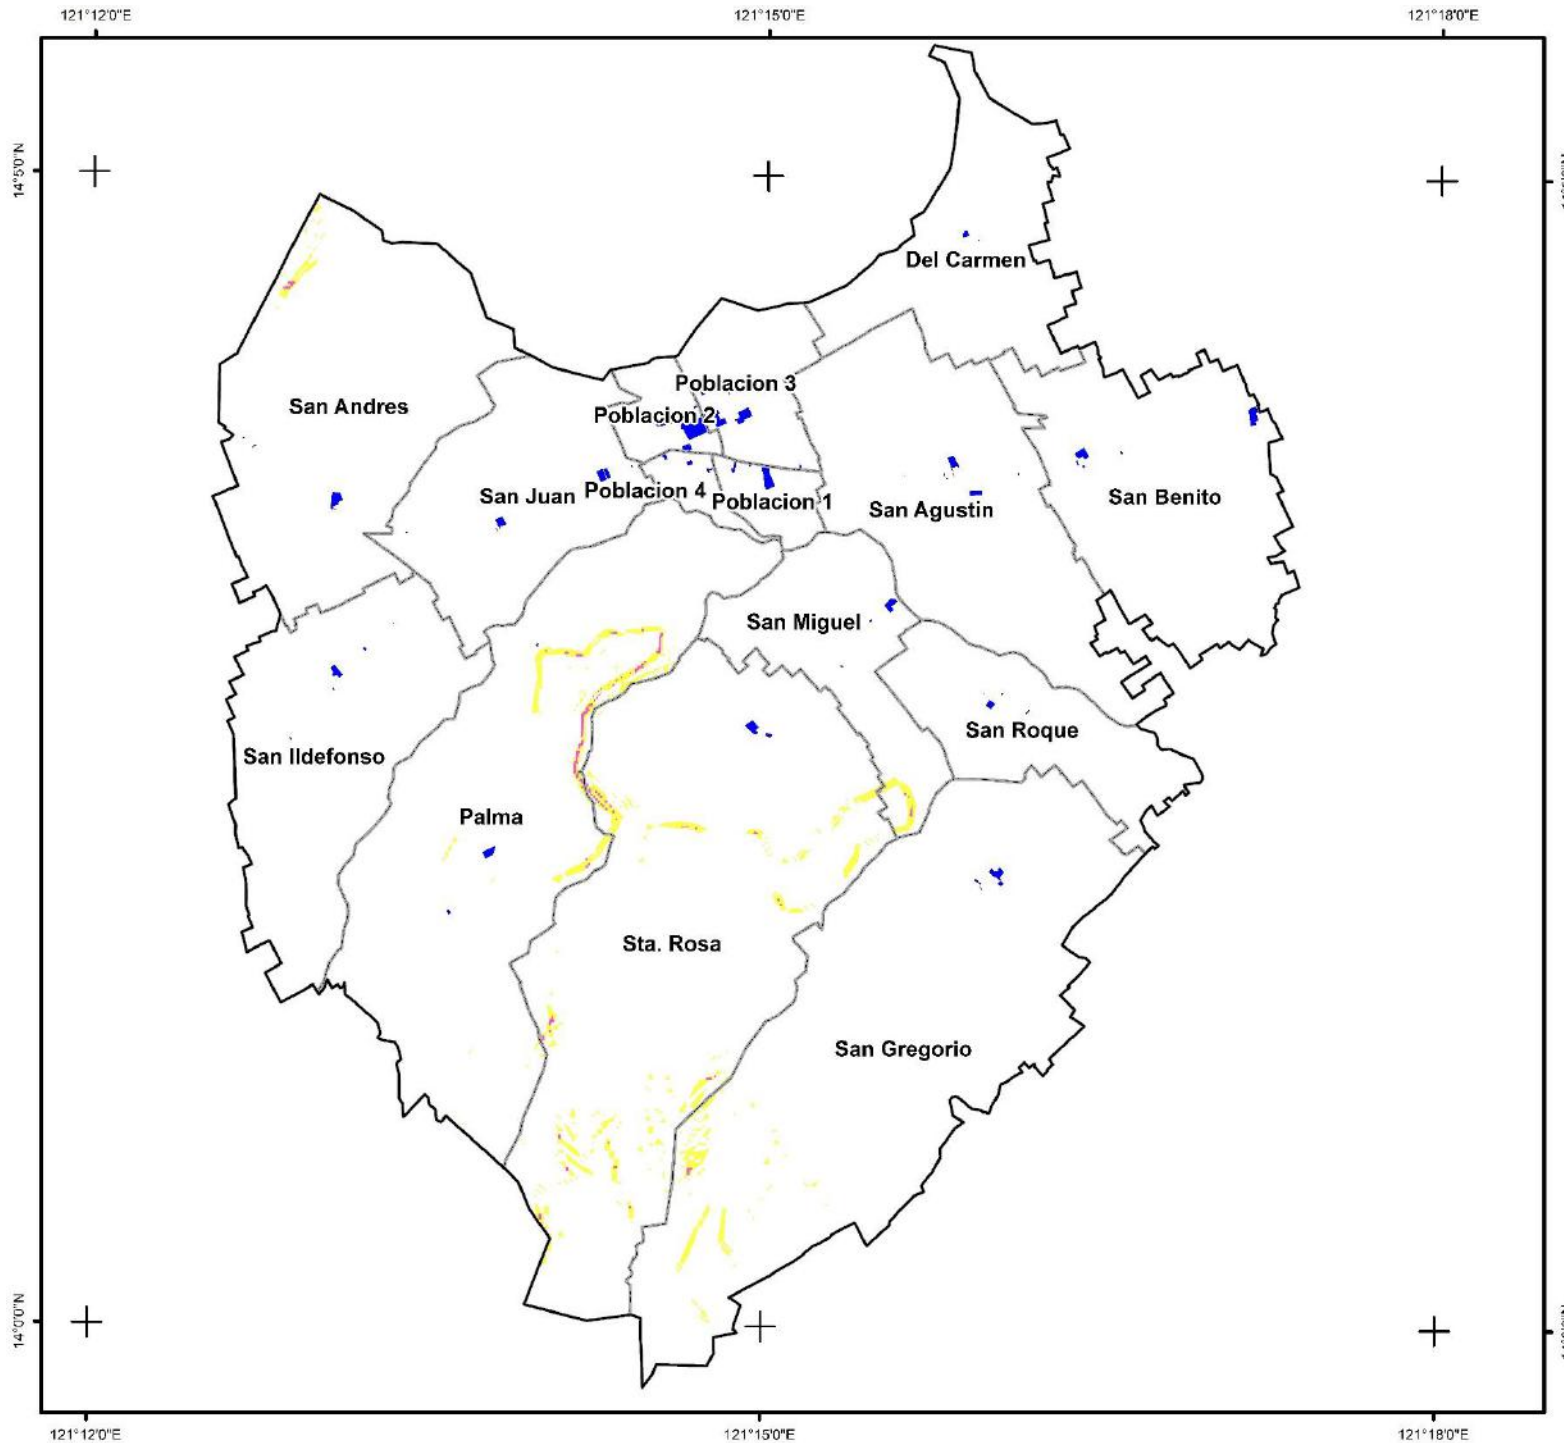 121°12'0"E
121°15'0"E
121°18'0"E
14°5'0"N
Del Carmen
Poblacion 3
San Andres
Poblacion 2
San Juan
Poblacion 4
Poblacion 1
San Agustin
San Benito
San Miguel
San Roque
San Ildefonso
Palma
Sta. Rosa
San Gregorio
14°0'0"N
121°12'0"E
121°15'0"E
121°18'0"E